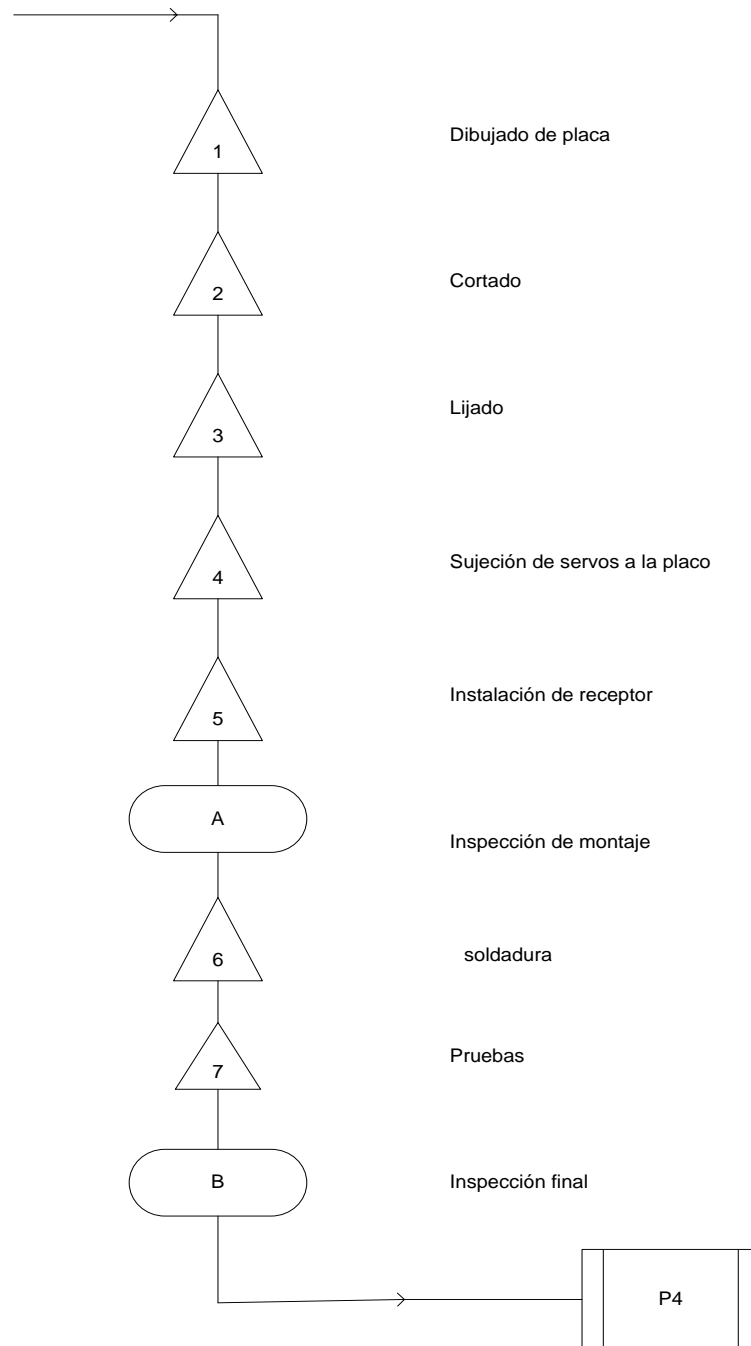 1
Dibujado de placa
2
Cortado
3
Lijado
4
Sujeción de servos a la placo
5
Instalación de receptor
A
Inspección de montaje
6
soldadura
7
Pruebas
B
Inspección final
P4